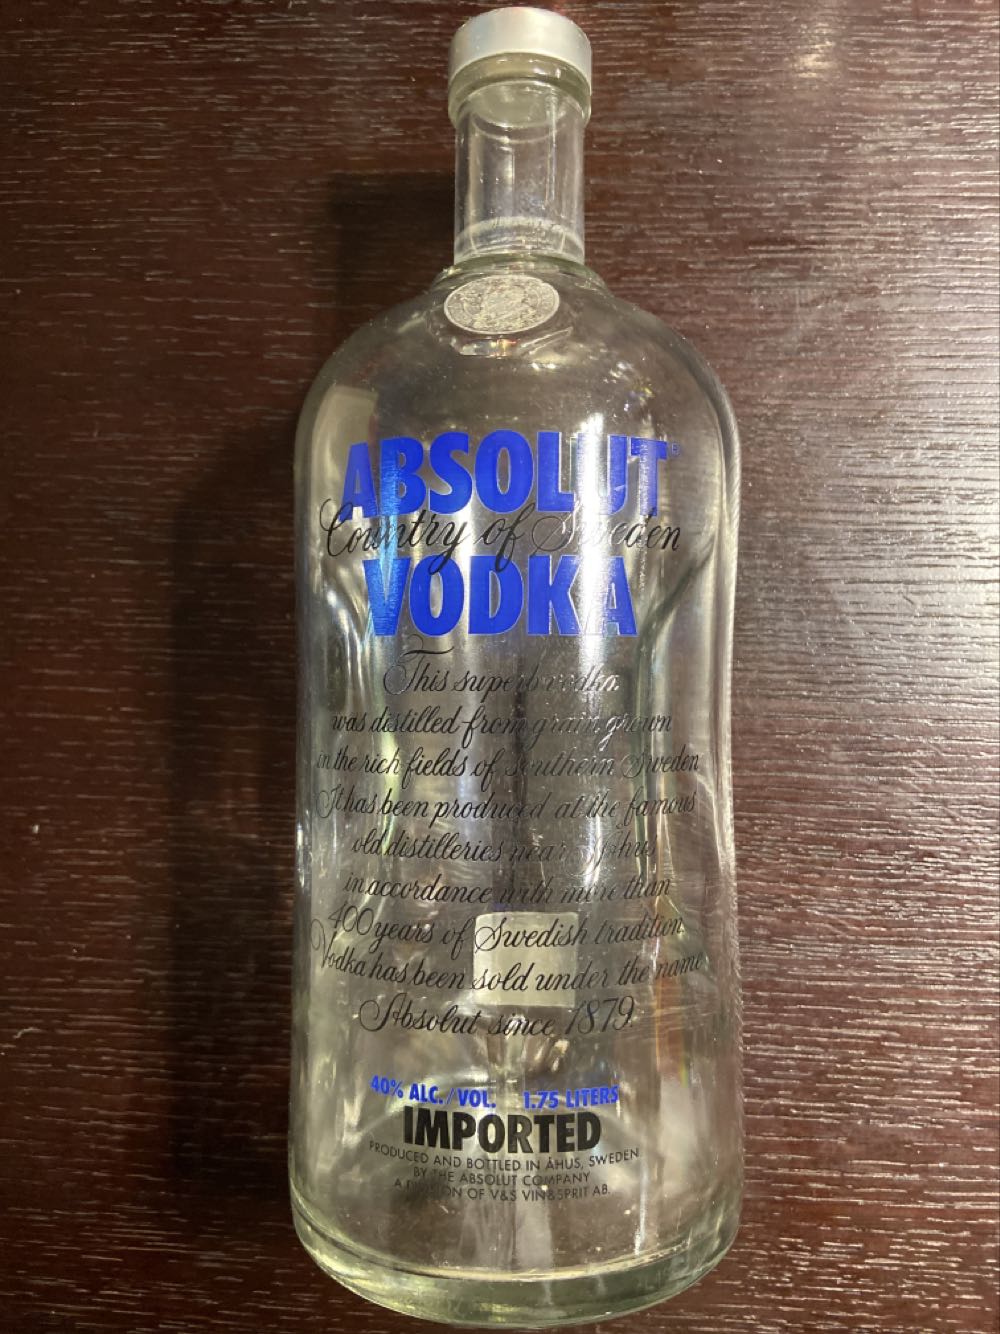 ABSOLUT®
Country of Sweden
VODKA
This superb vodka
was distilled from grain grown
in the rich fields of southern Sweden
It has been produced at the famous
old distilleries near Åhus
in accordance with more than
400 years of Swedish tradition.
Vodka has been sold under the name
Absolut since 1879.
40% ALC./VOL. 1.75 LITERS
IMPORTED
PRODUCED AND BOTTLED IN ÅHUS, SWEDEN
BY THE ABSOLUT COMPANY
A DIVISION OF V&S VIN&SPRIT AB.